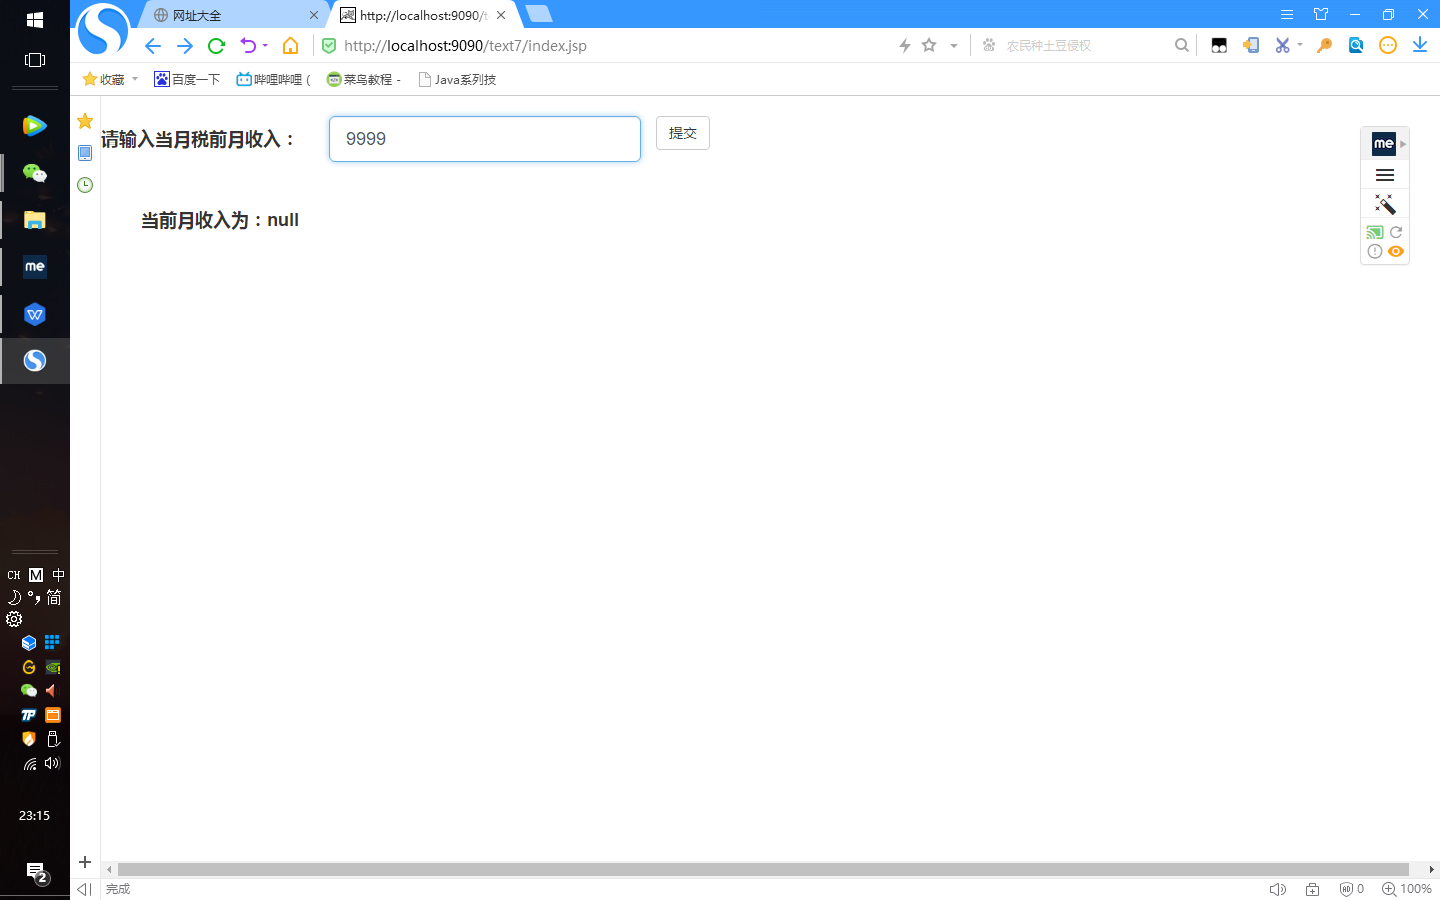 网址大全
http://localhost:9090/t
http://localhost:9090/text7/index.jsp
农民种土豆侵权
收藏
百度一下
哔哩哔哩 (
菜鸟教程 -
Java系列技
请输入当月税前月收入：
9999
提交
当前月收入为：null
me
me
CH M 中
简
23:15
2
完成
0
100%